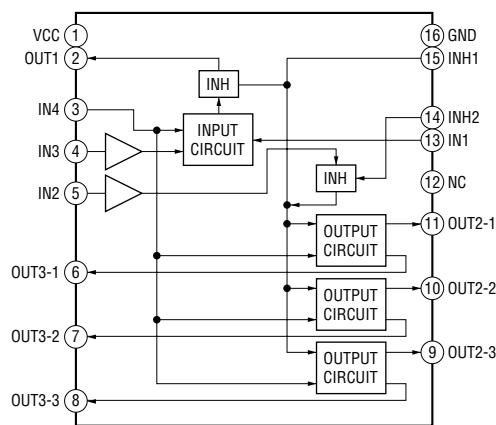 VCC 1
16 GND
OUT1 2
15 INH1
INH
IN4 3
14 INH2
INPUT
CIRCUIT
13 IN1
IN3 4
INH
12 NC
IN2 5
OUTPUT
CIRCUIT
11 OUT2-1
OUT3-1 6
OUTPUT
CIRCUIT
10 OUT2-2
OUT3-2 7
OUTPUT
CIRCUIT
9 OUT2-3
OUT3-3 8